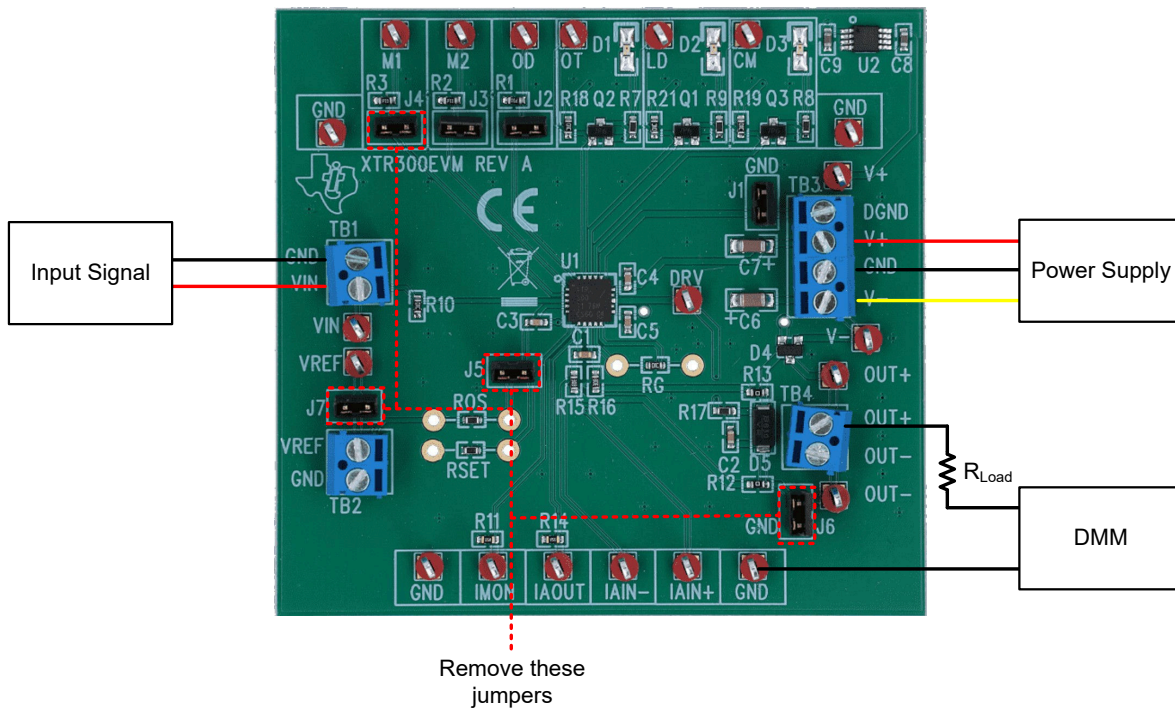 M1
M2
OD
OT
D1
LD
D2
CM
D3
C9
U2
C8
R3
J4
R2
J3
R1
J2
R18
Q2
R7
R21
Q1
R9
R19
Q3
R8
GND
GND
XTR300EVM REV A
GND
J1
TB3
V+
DGND
V+
GND
V-
CE
TB1
GND
VIN
Input Signal
Power Supply
U1
C4
C7+
DRV
R10
C3
C5
+C6
VIN
C1
D4
V-
VREF
J5
RG
R13
OUT+
R15
R16
J7
ROS
R17
TB4
OUT+
VREF
RSET
C2
D5
OUT-
GND
R12
RLoad
TB2
OUT-
GND
J6
R11
R14
DMM
GND
IMON
IAOUT
IAIN-
IAIN+
GND
Remove these
jumpers